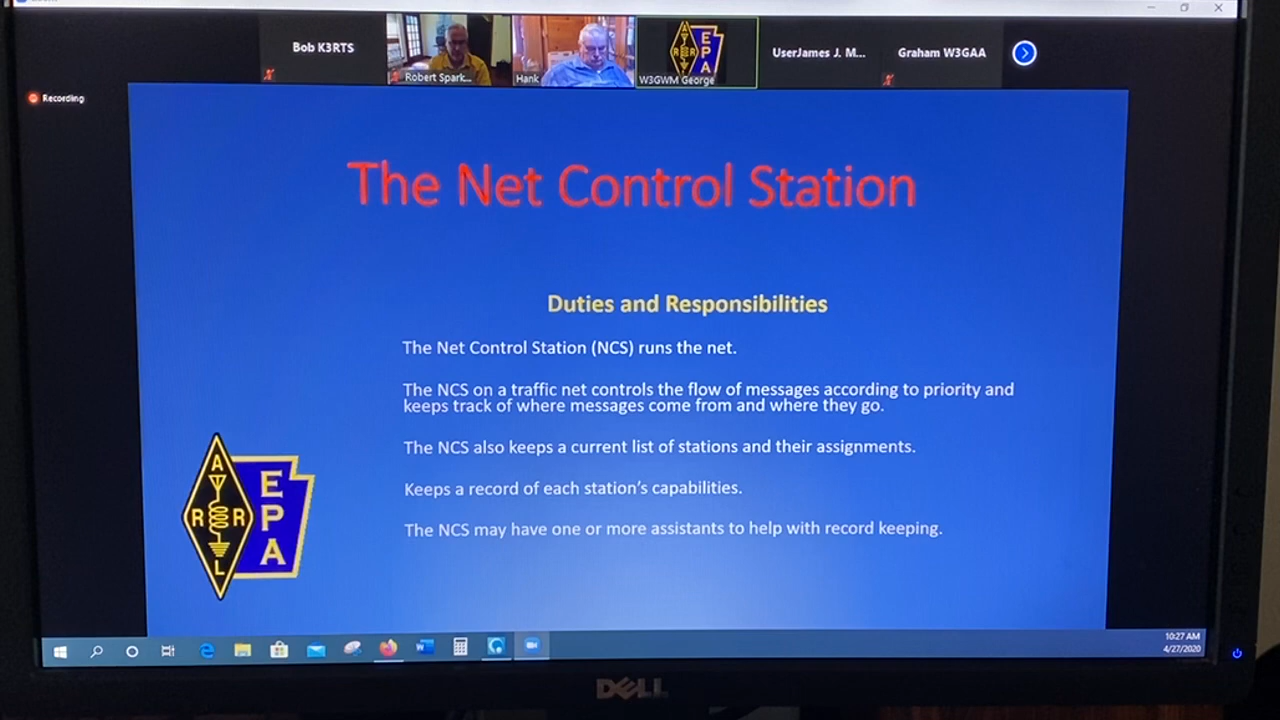 Bob K3RTS
Robert Spark...
Hank
W3GWM George
UserJames J. M...
Graham W3GAA
A
R R
L
E
P
A
Recording
The Net Control Station
Duties and Responsibilities
The Net Control Station (NCS) runs the net.
The NCS on a traffic net controls the flow of messages according to priority and
keeps track of where messages come from and where they go.
The NCS also keeps a current list of stations and their assignments.
Keeps a record of each station's capabilities.
The NCS may have one or more assistants to help with record keeping.
A
R R
L
E
P
A
10:27 AM
4/27/2020
DELL